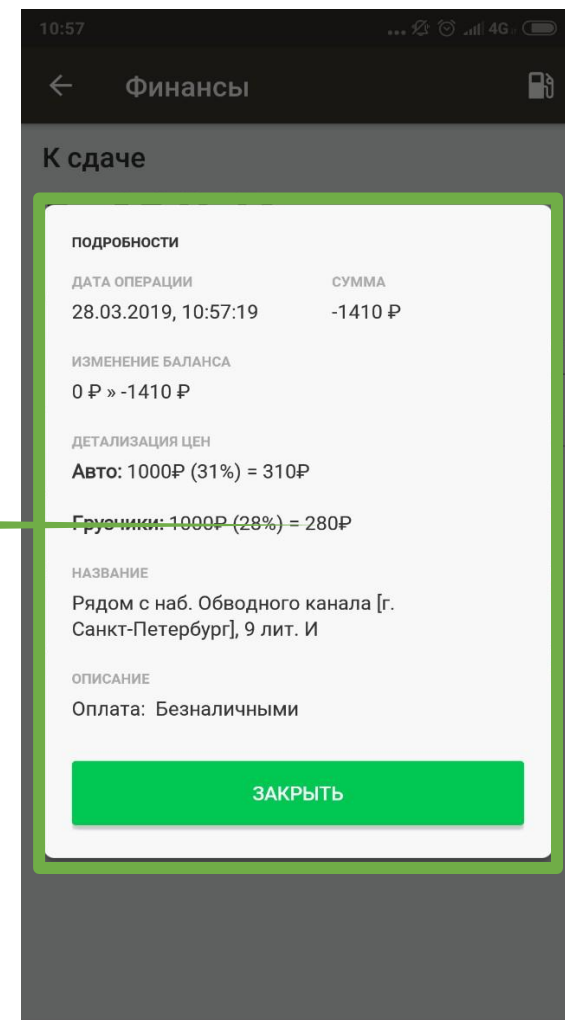 10:57
4G
Финансы
К сдаче
ПОДРОБНОСТИ
ДАТА ОПЕРАЦИИ СУММА
28.03.2019, 10:57:19 -1410 ₽
ИЗМЕНЕНИЕ БАЛАНСА
0 ₽ » -1410 ₽
ДЕТАЛИЗАЦИЯ ЦЕН
Авто: 1000₽ (31%) = 310₽
Грузчики: 1000₽ (28%) = 280₽
НАЗВАНИЕ
Рядом с наб. Обводного канала [г.
Санкт-Петербург], 9 лит. И
ОПИСАНИЕ
Оплата: Безналичными
ЗАКРЫТЬ